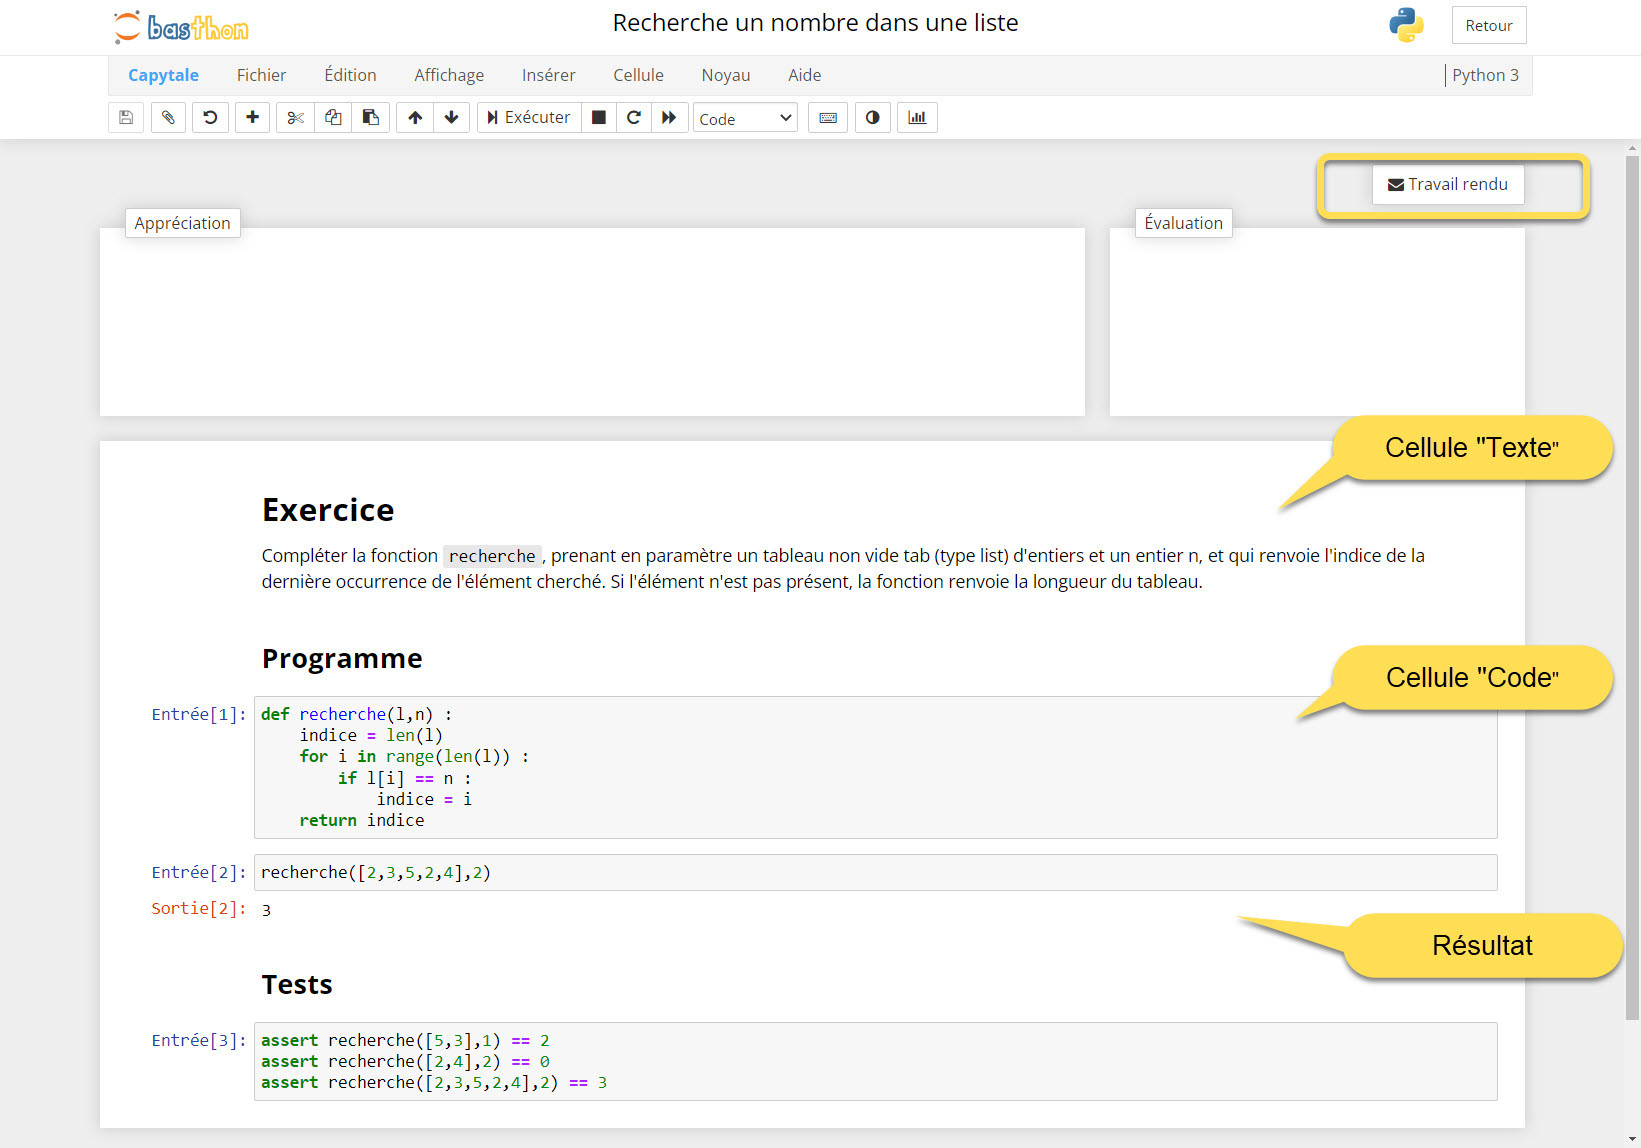 basthon
Recherche un nombre dans une liste
Retour
Capytale Fichier Édition Affichage Insérer Cellule Noyau Aide Python 3
Exécuter Code
Travail rendu
Appréciation Évaluation
Cellule "Texte"
Exercice
Compléter la fonction recherche, prenant en paramètre un tableau non vide tab (type list) d'entiers et un entier n, et qui renvoie l'indice de la
dernière occurrence de l'élément cherché. Si l'élément n'est pas présent, la fonction renvoie la longueur du tableau.
Programme
Cellule "Code"
Entrée[1]: def recherche(l,n) :
    indice = len(l)
    for i in range(len(l)) :
        if l[i] == n :
            indice = i
    return indice
Entrée[2]: recherche([2,3,5,2,4],2)
Sortie[2]: 3
Résultat
Tests
Entrée[3]: assert recherche([5,3],1) == 2
assert recherche([2,4],2) == 0
assert recherche([2,3,5,2,4],2) == 3